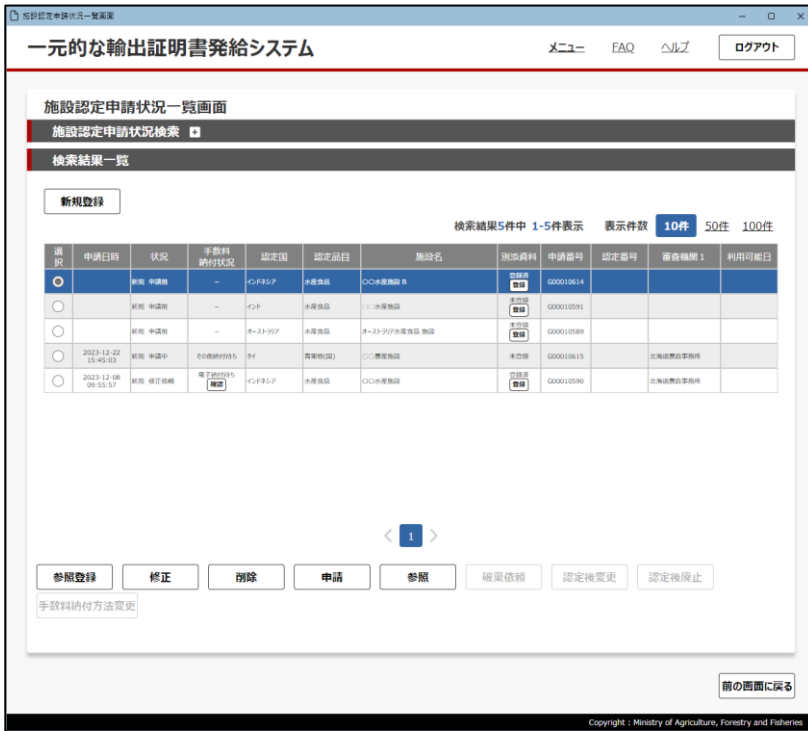 施設認定申請状況一覧画面
一元的な輸出証明書発給システム
メニュー FAQ ヘルプ ログアウト
施設認定申請状況一覧画面
施設認定申請状況検索
検索結果一覧
新規登録
検索結果5件中 1-5件表示 表示件数 10件 50件 100件
選択 申請日時 状況 手数料納付状況 認定国 認定品目 施設名 別添資料 申請番号 認定番号 審査機関1 利用可能日
新規 申請前 － インドネシア 水産食品 〇〇水産施設 B 登録済 登録 G00010614
新規 申請前 － インド 水産食品 水産施設 未登録 登録 G00010591
新規 申請前 － オーストラリア 水産食品 オーストラリア水産食品 施設 未登録 登録 G00010589
2023-12-22 15:45:03 新規 申請中 その他納付待ち タイ 青果物(国) 〇〇農産施設 未登録 G00010615 北海道農政事務所
2023-12-08 09:55:57 新規 修正依頼 電子納付待ち 確認 インドネシア 水産食品 〇〇水産施設 登録済 登録 G00010590 北海道農政事務所
< 1 >
参照登録 修正 削除 申請 参照 破棄依頼 認定後変更 認定後廃止
手数料納付方法変更
前の画面に戻る
Copyright : Ministry of Agriculture, Forestry and Fisheries